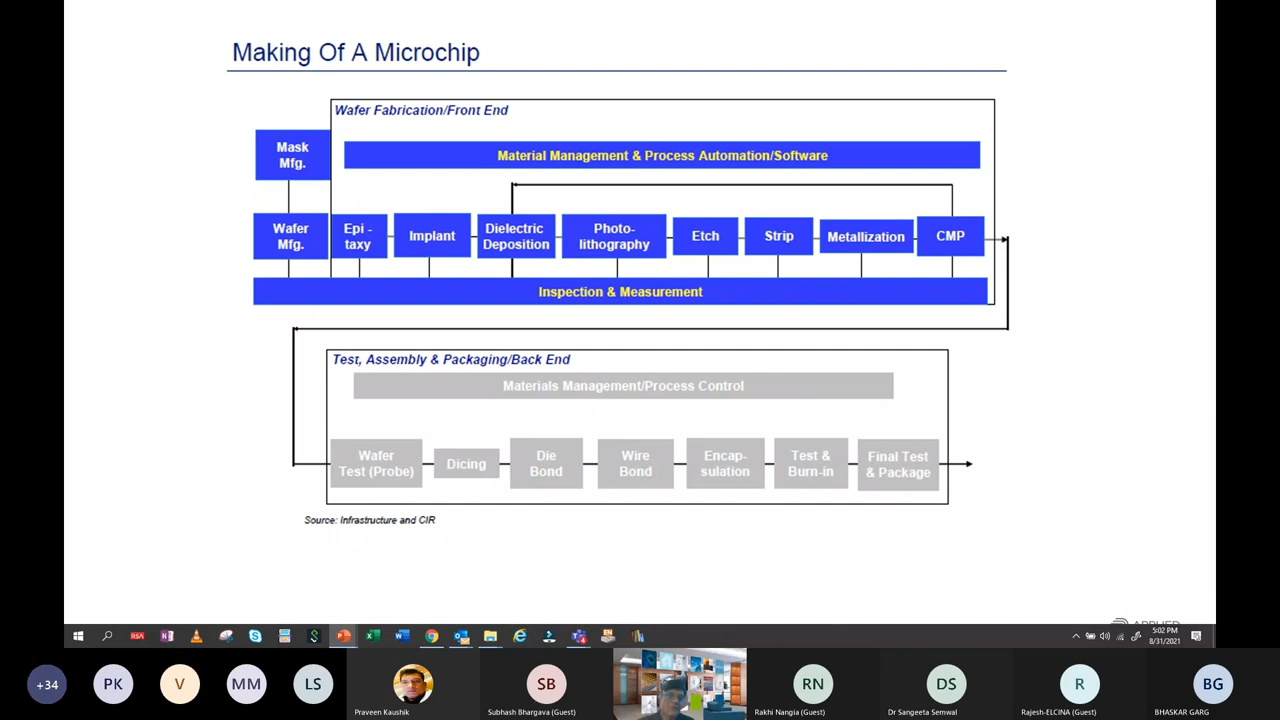 Making Of A Microchip
Wafer Fabrication/Front End
Mask
Mfg.
Material Management & Process Automation/Software
Wafer
Mfg.
Epi -
taxy
Implant
Dielectric
Deposition
Photo-
lithography
Etch
Strip
Metallization
CMP
Inspection & Measurement
Test, Assembly & Packaging/Back End
Materials Management/Process Control
Wafer
Test (Probe)
Dicing
Die
Bond
Wire
Bond
Encap-
sulation
Test &
Burn-in
Final Test
& Package
Source: Infrastructure and CIR
RSA
EN
5:02 PM
8/31/2021
+34
PK
V
MM
LS
Praveen Kaushik
SB
Subhash Bhargava (Guest)
RN
Rakhi Nangia (Guest)
DS
Dr Sangeeta Semwal
R
Rajesh-ELCINA (Guest)
BG
BHASKAR GARG